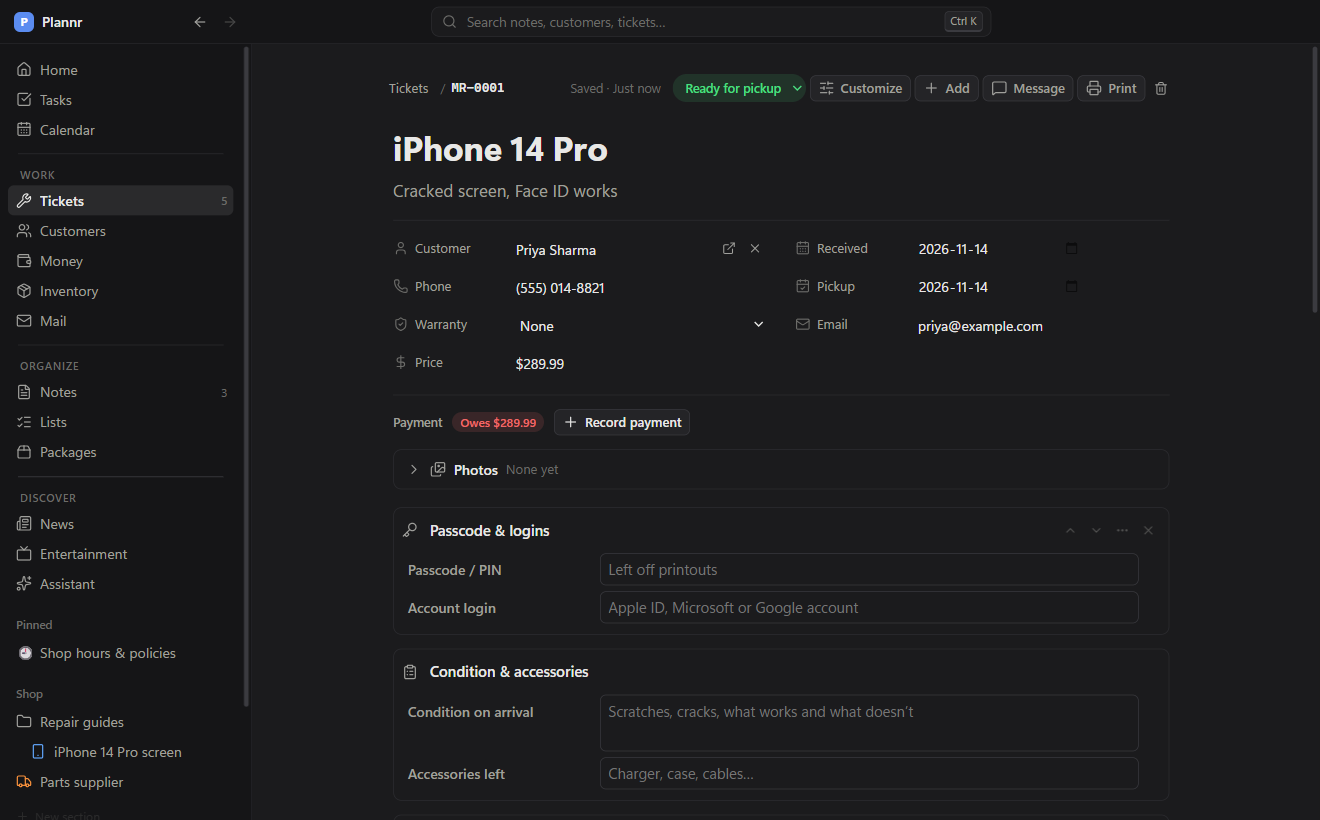 P Plannr
Search notes, customers, tickets... Ctrl K
Home
Tasks
Calendar
WORK
Tickets 5
Customers
Money
Inventory
Mail
ORGANIZE
Notes 3
Lists
Packages
DISCOVER
News
Entertainment
Assistant
Pinned
Shop hours & policies
Shop
Repair guides
iPhone 14 Pro screen
Parts supplier
New section
Tickets / MR-0001 Saved · Just now Ready for pickup Customize Add Message Print
iPhone 14 Pro
Cracked screen, Face ID works
Customer Priya Sharma Received 2026-11-14
Phone (555) 014-8821 Pickup 2026-11-14
Warranty None Email priya@example.com
Price $289.99
Payment Owes $289.99 Record payment
Photos None yet
Passcode & logins
Passcode / PIN Left off printouts
Account login Apple ID, Microsoft or Google account
Condition & accessories
Condition on arrival Scratches, cracks, what works and what doesn't
Accessories left Charger, case, cables...